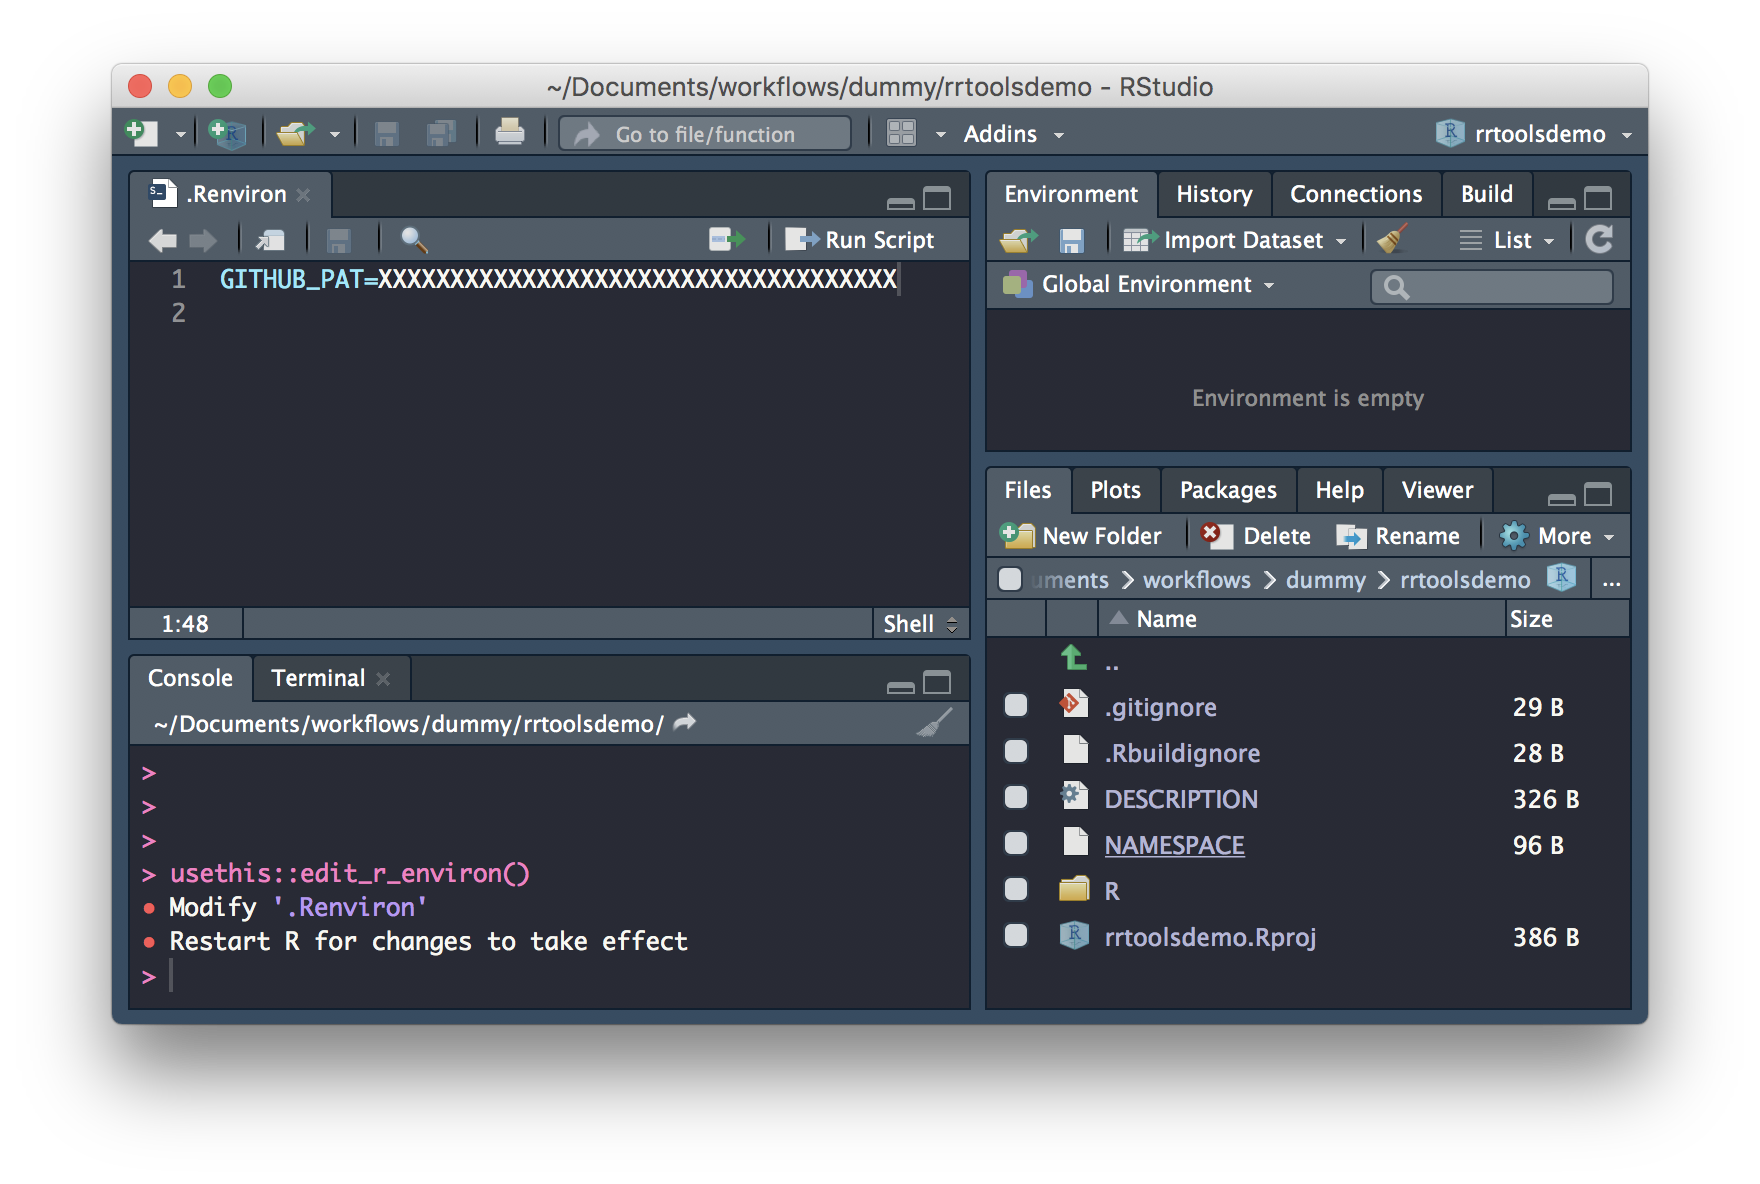 ~/Documents/workflows/dummy/rrtoolsdemo - RStudio
Go to file/function
Addins
rrtoolsdemo
.Renviron
Run Script
1 GITHUB_PAT=XXXXXXXXXXXXXXXXXXXXXXXXXXXXXXXXXXXX
2
1:48
Shell
Console
Terminal
~/Documents/workflows/dummy/rrtoolsdemo/
>
>
>
> usethis::edit_r_environ()
● Modify '.Renviron'
● Restart R for changes to take effect
>
Environment
History
Connections
Build
Import Dataset
List
Global Environment
Environment is empty
Files
Plots
Packages
Help
Viewer
New Folder
Delete
Rename
More
uments > workflows > dummy > rrtoolsdemo
...
Name
Size
..
.gitignore 29 B
.Rbuildignore 28 B
DESCRIPTION 326 B
NAMESPACE 96 B
R
rrtoolsdemo.Rproj 386 B